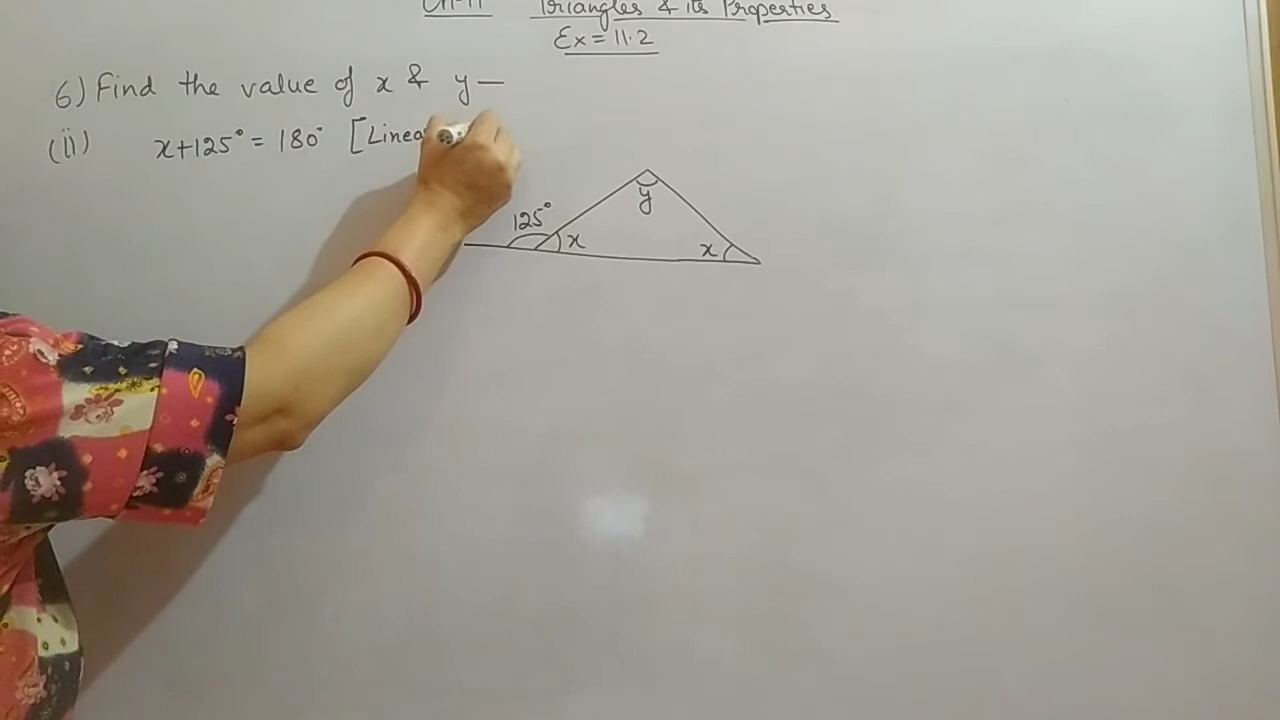 Triangles & its Properties
Ex = 11.2
6) Find the value of x & y —
(ii) x+125° = 180° [Linea
125° x
y
x